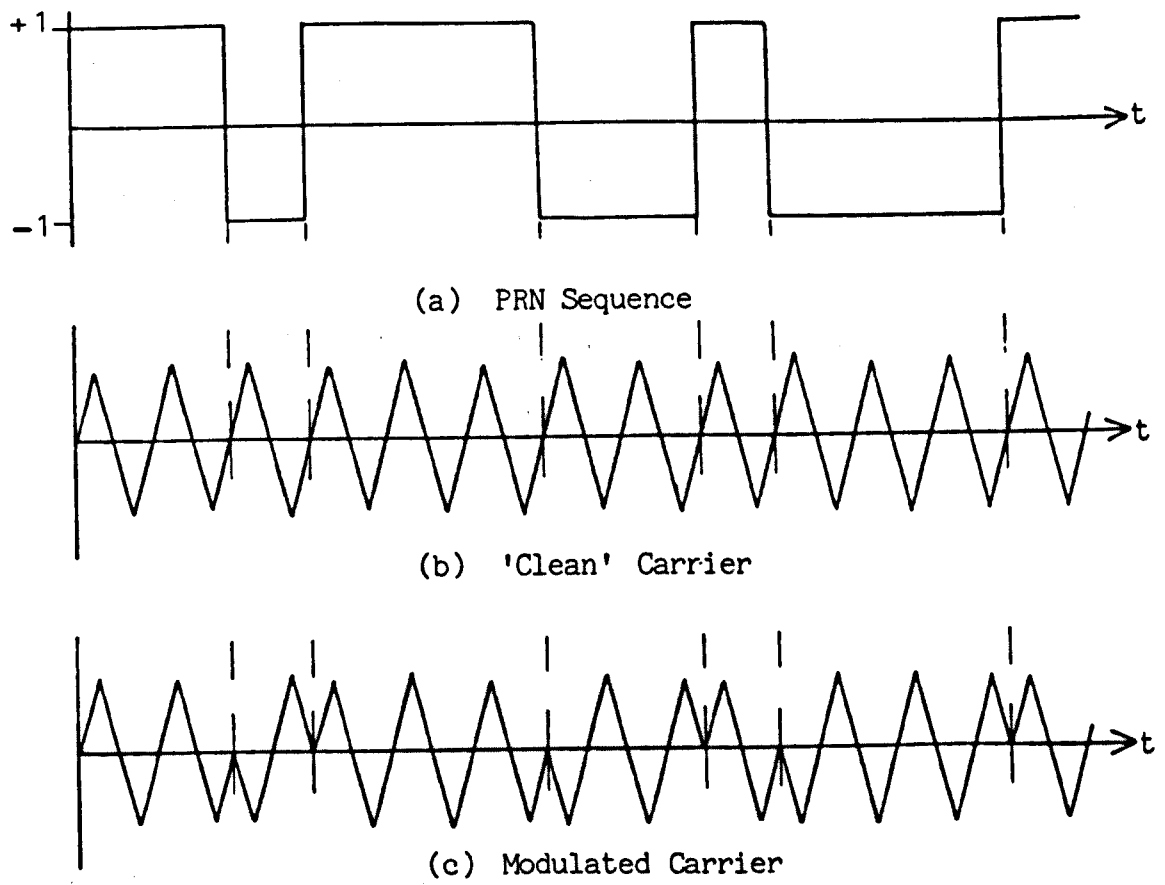 +1
t
-1
(a) PRN Sequence
t
(b) 'Clean' Carrier
t
(c) Modulated Carrier